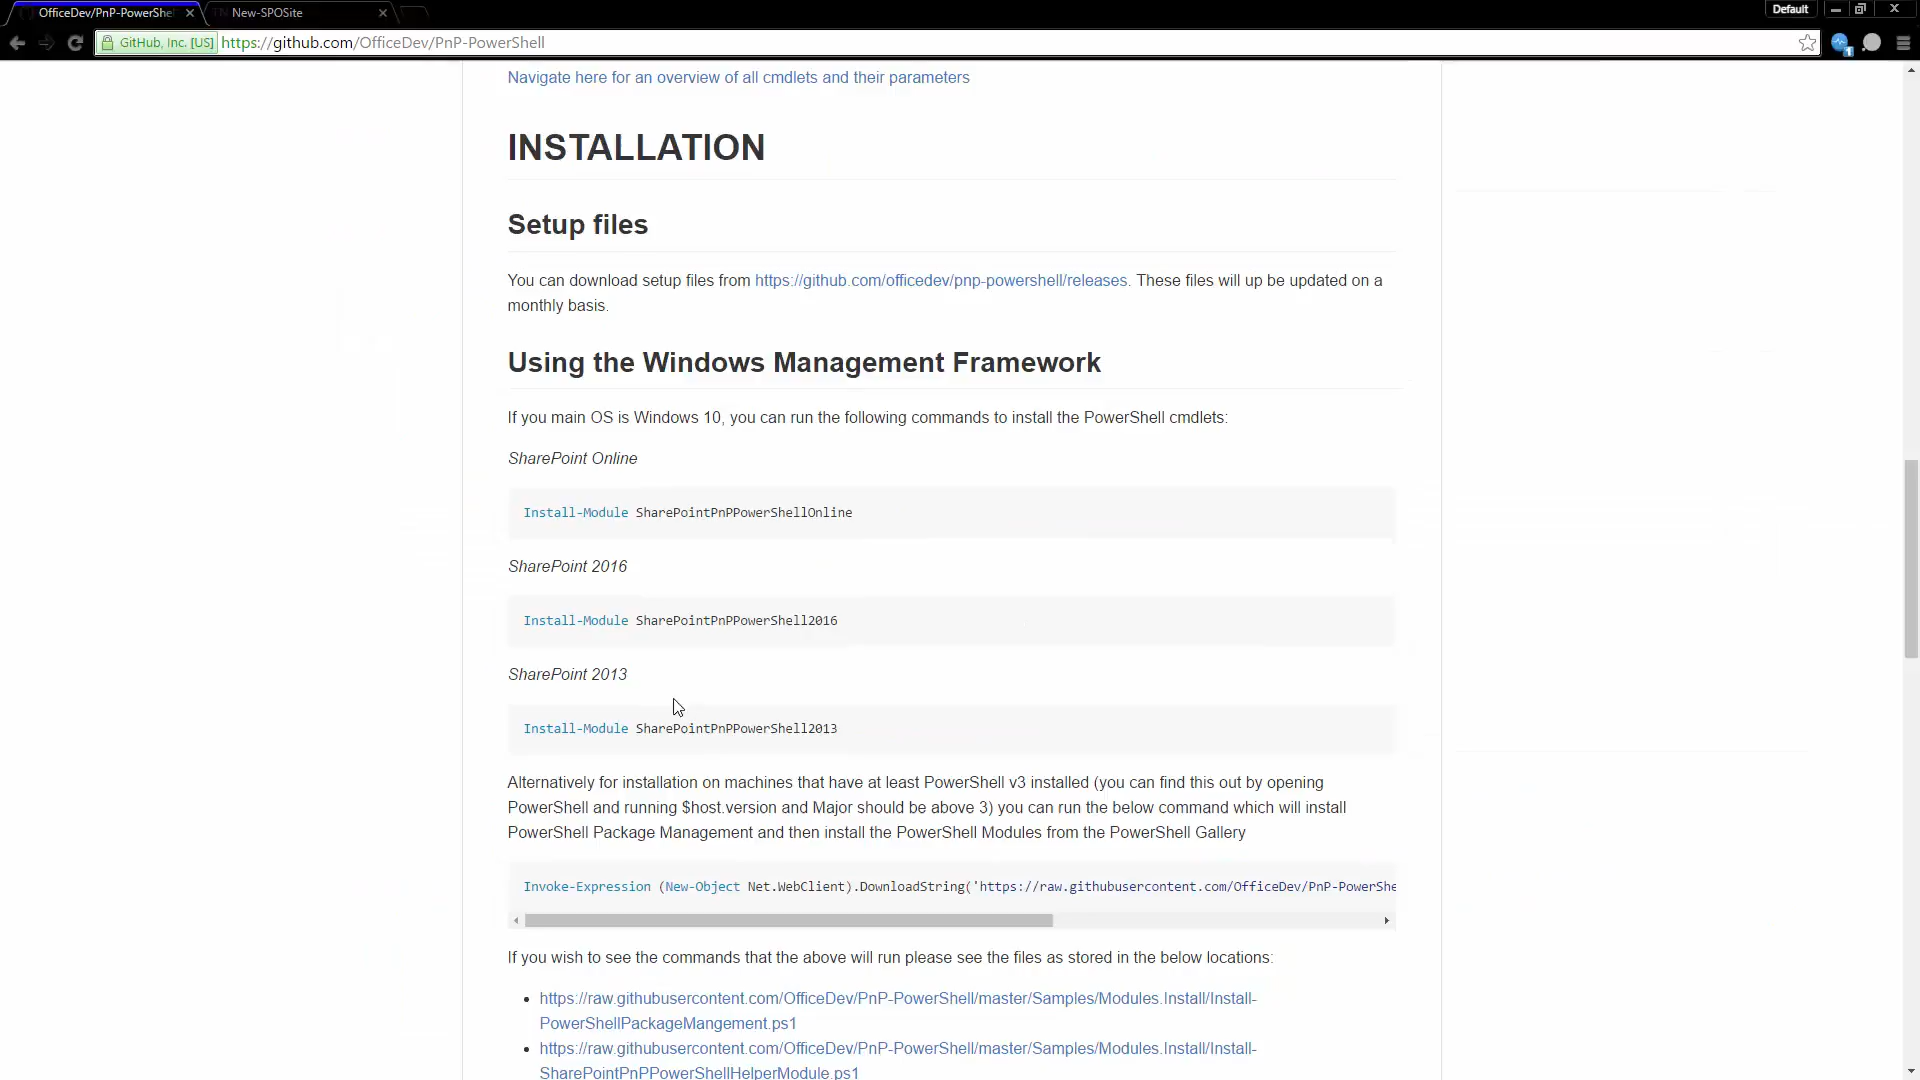 OfficeDev/PnP-PowerShe
New-SPOSite
Default
GitHub, Inc. [US]
https://github.com/OfficeDev/PnP-PowerShell
1
Navigate here for an overview of all cmdlets and their parameters
INSTALLATION
Setup files
You can download setup files from https://github.com/officedev/pnp-powershell/releases. These files will up be updated on a
monthly basis.
Using the Windows Management Framework
If you main OS is Windows 10, you can run the following commands to install the PowerShell cmdlets:
SharePoint Online
Install-Module SharePointPnPPowerShellOnline
SharePoint 2016
Install-Module SharePointPnPPowerShell2016
SharePoint 2013
Install-Module SharePointPnPPowerShell2013
Alternatively for installation on machines that have at least PowerShell v3 installed (you can find this out by opening
PowerShell and running $host.version and Major should be above 3) you can run the below command which will install
PowerShell Package Management and then install the PowerShell Modules from the PowerShell Gallery
Invoke-Expression (New-Object Net.WebClient).DownloadString('https://raw.githubusercontent.com/OfficeDev/PnP-PowerShe
If you wish to see the commands that the above will run please see the files as stored in the below locations:
• https://raw.githubusercontent.com/OfficeDev/PnP-PowerShell/master/Samples/Modules.Install/Install-
PowerShellPackageMangement.ps1
• https://raw.githubusercontent.com/OfficeDev/PnP-PowerShell/master/Samples/Modules.Install/Install-
SharePointPnPPowerShellHelperModule.ps1